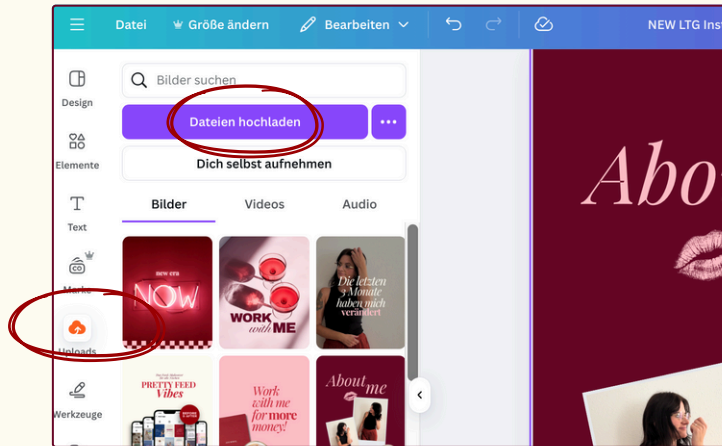 Datei Größe ändern Bearbeiten NEW LTG Inst
Design
Elemente
Text
Marke
Uploads
Werkzeuge
Bilder suchen
Dateien hochladen
Dich selbst aufnehmen
Bilder Videos Audio
new era
NOW
WORK
with ME
Die letzten
3 Monate
haben mich
verändert
PRETTY FEED
Vibes
Work
with me
for more
money!
About
me
Abo